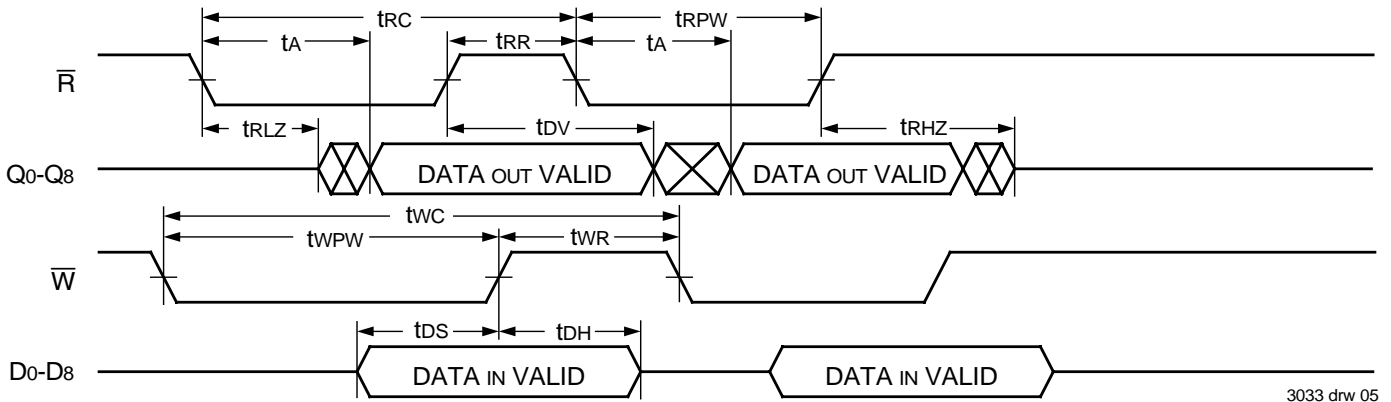 tRC
tRPW
tA
tRR
tA
R̅
tRLZ
tDV
tRHZ
Q0-Q8
DATA OUT VALID
DATA OUT VALID
tWC
tWPW
tWR
W̅
tDS
tDH
D0-D8
DATA IN VALID
DATA IN VALID
3033 drw 05